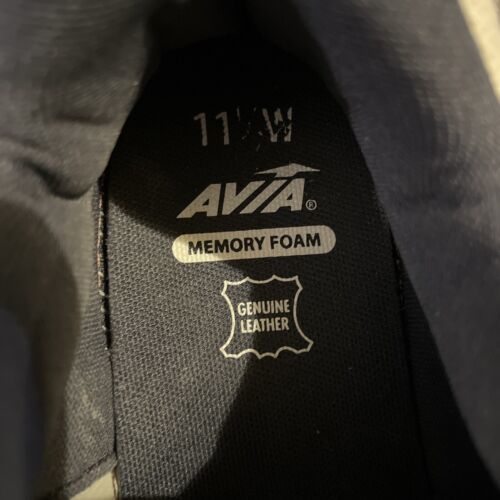 11 W
AVIA®
MEMORY FOAM
GENUINE
LEATHER